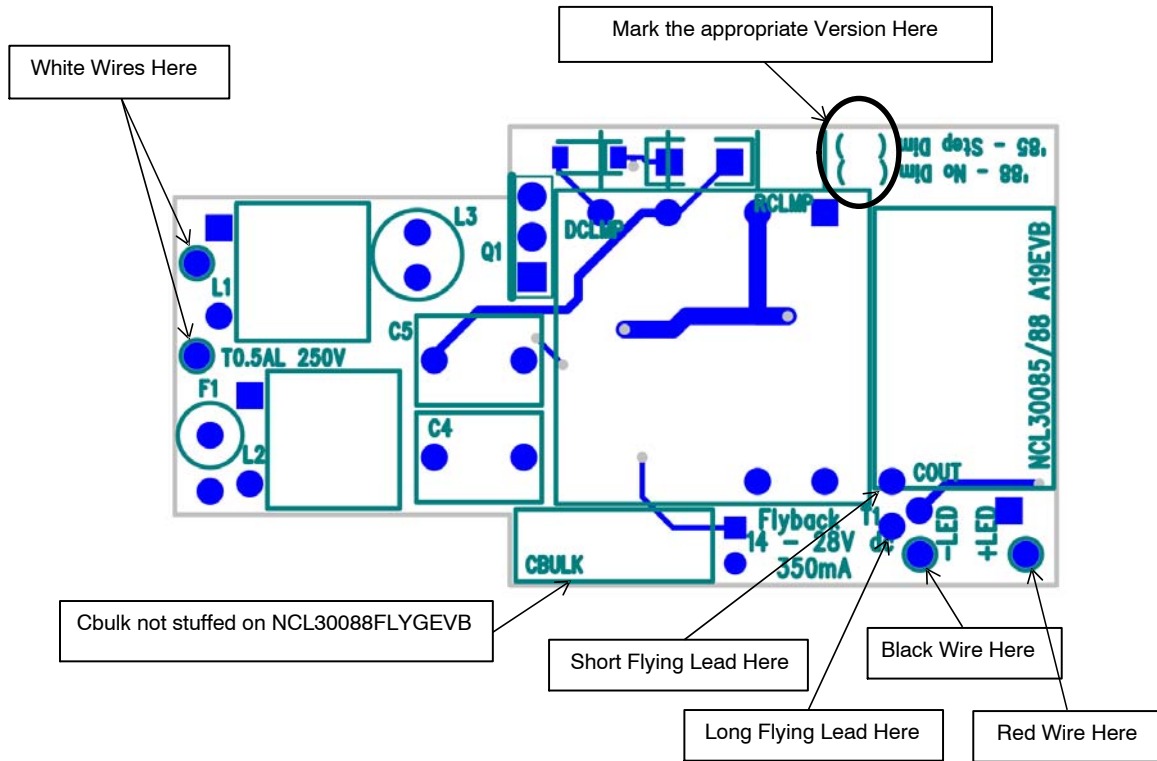 Mark the appropriate Version Here
White Wires Here
( ) '85 - Step Dim
( ) '88 - No Dim
L3
DCLMP
RCLMP
Q1
L1
C5
T0.5AL 250V
F1
C4
L2
COUT
NCL30085/88 A19EVB
Flyback T1
14 - 28V dc
350mA
-LED
+LED
CBULK
Cbulk not stuffed on NCL30088FLYGEVB
Short Flying Lead Here
Black Wire Here
Long Flying Lead Here
Red Wire Here